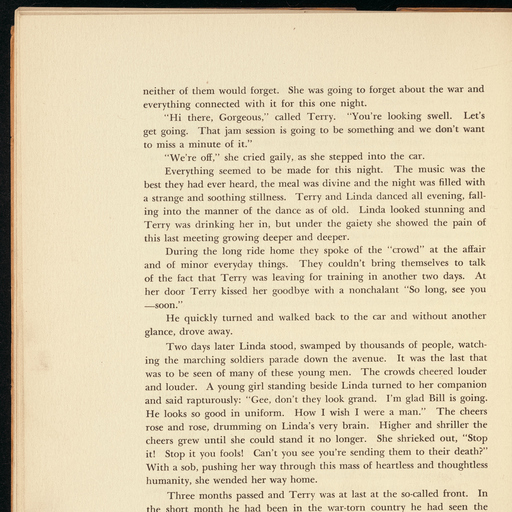 neither of them would forget. She was going to forget about the war and
everything connected with it for this one night.
"Hi there, Gorgeous," called Terry. "You're looking swell. Let's
get going. That jam session is going to be something and we don't want
to miss a minute of it."
"We're off," she cried gaily, as she stepped into the car.
Everything seemed to be made for this night. The music was the
best they had ever heard, the meal was divine and the night was filled with
a strange and soothing stillness. Terry and Linda danced all evening, fall-
ing into the manner of the dance as of old. Linda looked stunning and
Terry was drinking her in, but under the gaiety she showed the pain of
this last meeting growing deeper and deeper.
During the long ride home they spoke of the "crowd" at the affair
and of minor everyday things. They couldn't bring themselves to talk
of the fact that Terry was leaving for training in another two days. At
her door Terry kissed her goodbye with a nonchalant "So long, see you
—soon."
He quickly turned and walked back to the car and without another
glance, drove away.
Two days later Linda stood, swamped by thousands of people, watch-
ing the marching soldiers parade down the avenue. It was the last that
was to be seen of many of these young men. The crowds cheered louder
and louder. A young girl standing beside Linda turned to her companion
and said rapturously: "Gee, don't they look grand. I'm glad Bill is going.
He looks so good in uniform. How I wish I were a man." The cheers
rose and rose, drumming on Linda's very brain. Higher and shriller the
cheers grew until she could stand it no longer. She shrieked out, "Stop
it! Stop it you fools! Can't you see you're sending them to their death?"
With a sob, pushing her way through this mass of heartless and thoughtless
humanity, she wended her way home.
Three months passed and Terry was at last at the so-called front. In
the short month he had been in the war-torn country he had seen the